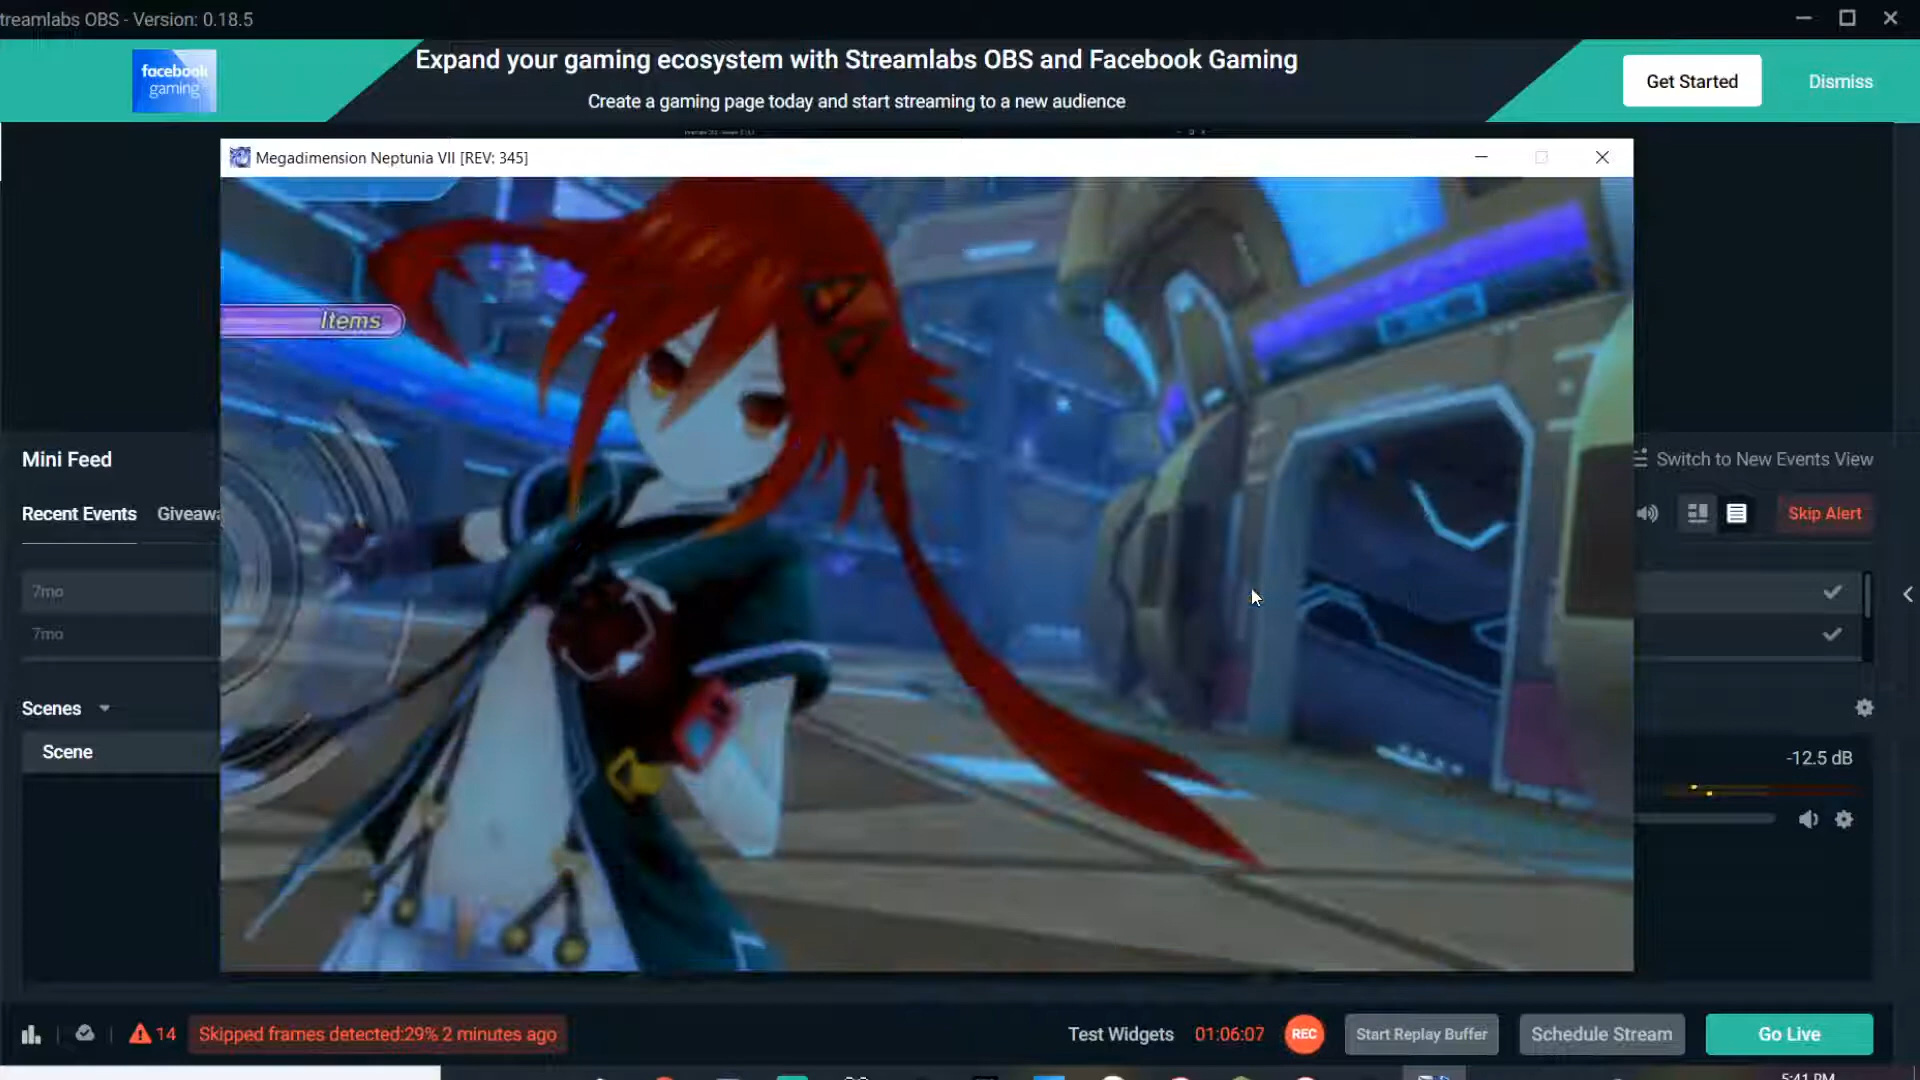 treamlabs OBS - Version: 0.18.5
facebook
gaming
Expand your gaming ecosystem with Streamlabs OBS and Facebook Gaming
Create a gaming page today and start streaming to a new audience
Get Started
Dismiss
Megadimension Neptunia VII [REV: 345]
Items
Mini Feed
Switch to New Events View
Recent Events
Giveawa
Skip Alert
7mo
7mo
Scenes
Scene
-12.5 dB
14
Skipped frames detected:29% 2 minutes ago
Test Widgets
01:06:07
REC
Start Replay Buffer
Schedule Stream
Go Live
5:41 PM